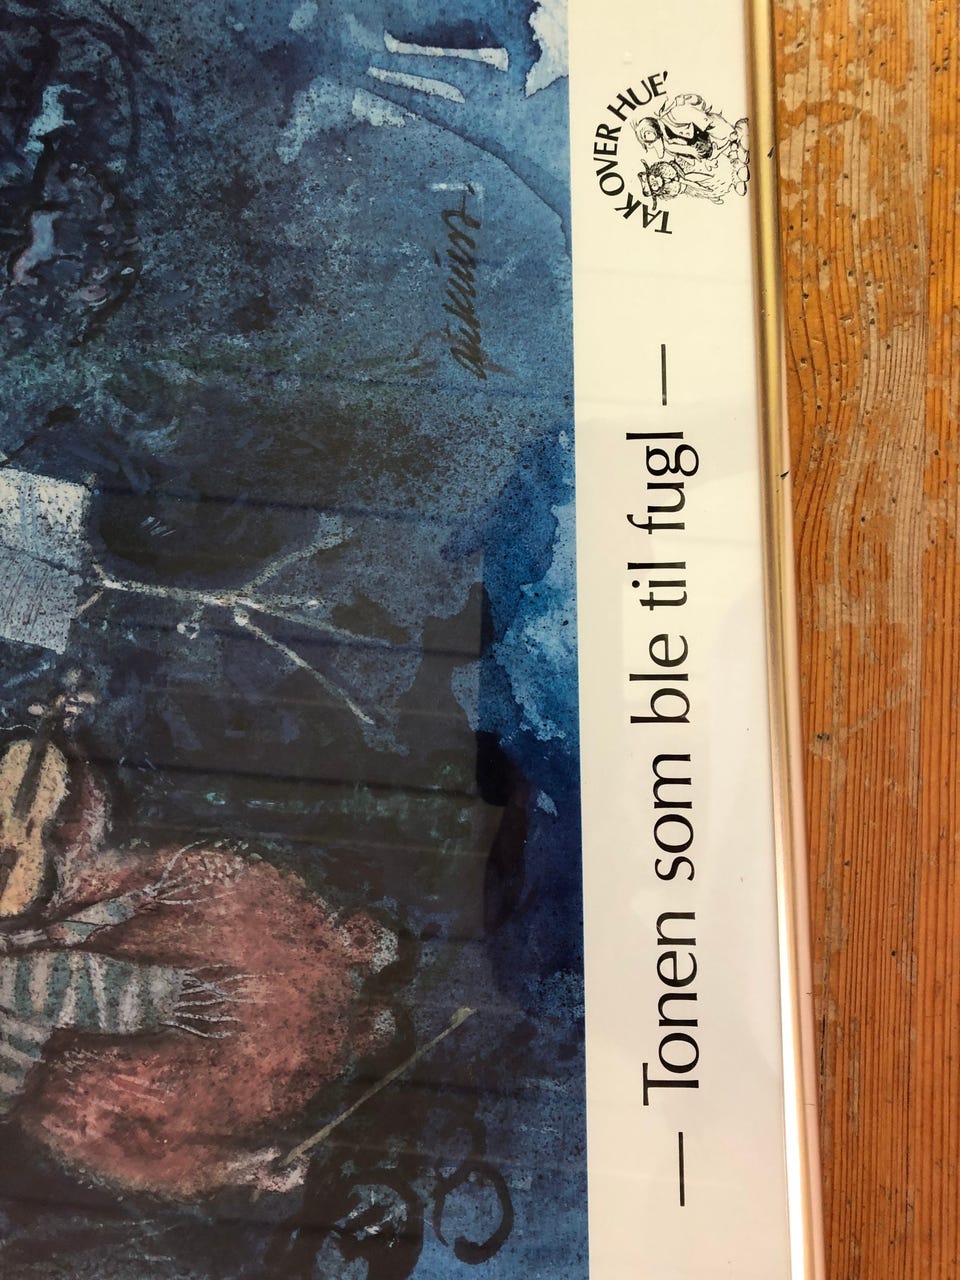 — Tonen som ble til fugl —
TAK OVER HUE'